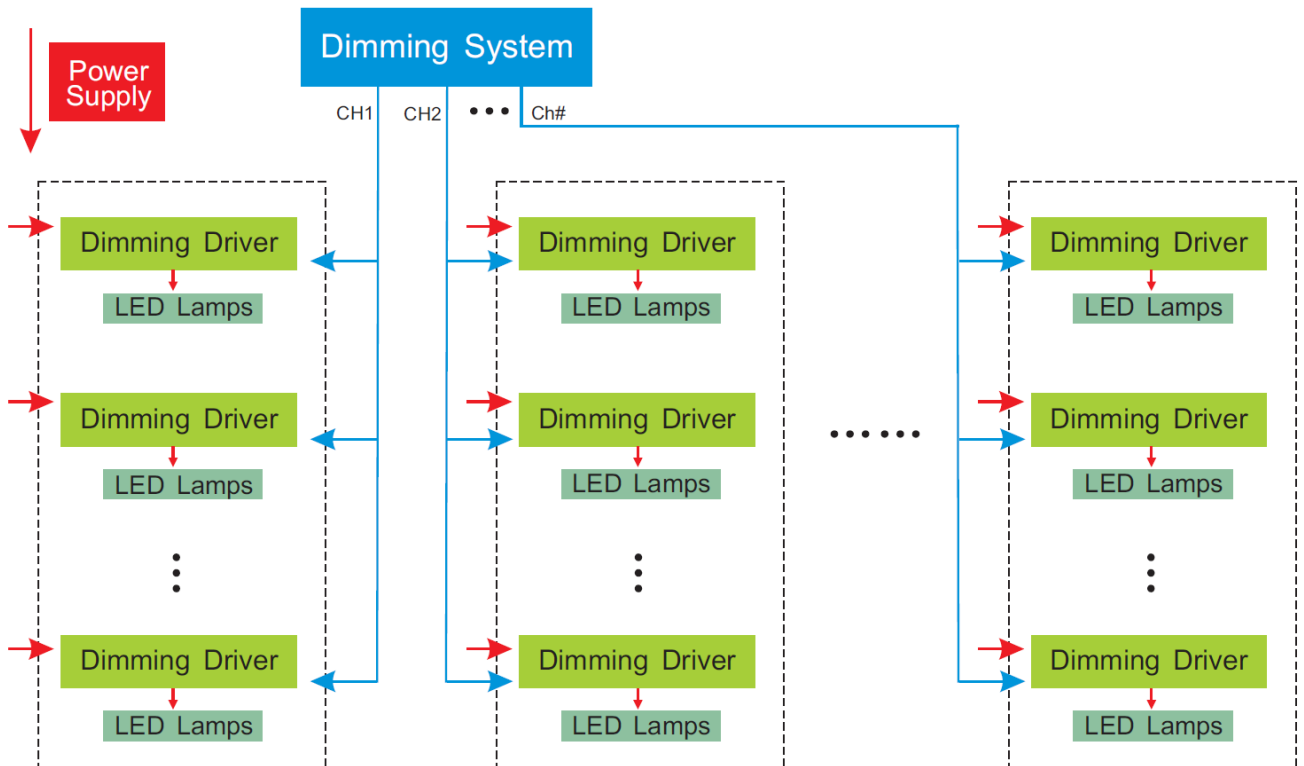 Dimming System
Power
Supply
CH1
CH2
Ch#
Dimming Driver
Dimming Driver
Dimming Driver
LED Lamps
LED Lamps
LED Lamps
Dimming Driver
Dimming Driver
Dimming Driver
LED Lamps
LED Lamps
LED Lamps
Dimming Driver
Dimming Driver
Dimming Driver
LED Lamps
LED Lamps
LED Lamps